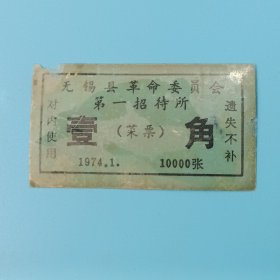 无锡县革命委员会
第一招待所
对内使用
壹（菜票）角
遗失不补
1974.1. 10000张